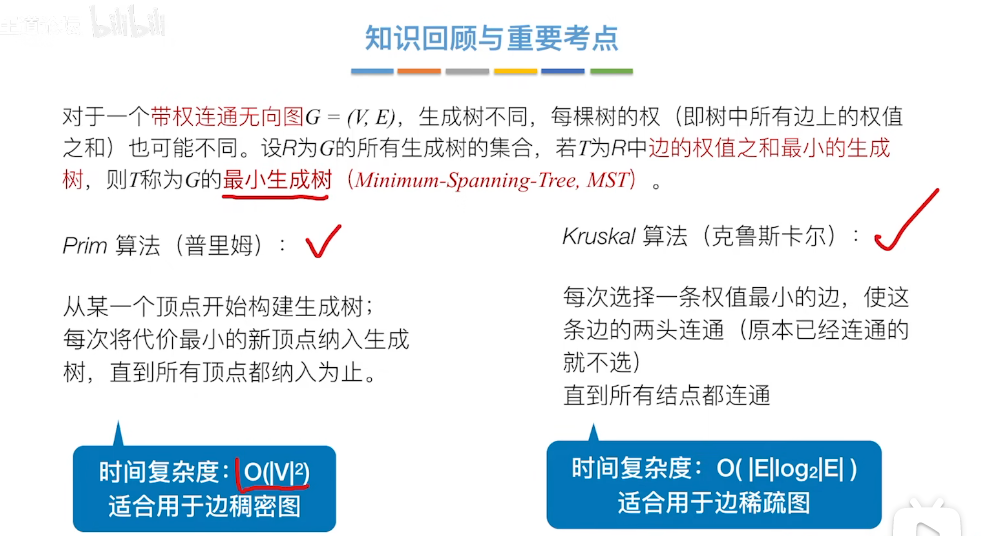 bilibili
知识回顾与重要考点
对于一个带权连通无向图G = (V, E)，生成树不同，每棵树的权（即树中所有边上的权值
之和）也可能不同。设R为G的所有生成树的集合，若T为R中边的权值之和最小的生成
树，则T称为G的最小生成树（Minimum-Spanning-Tree, MST）。
Prim 算法（普里姆）：
从某一个顶点开始构建生成树；
每次将代价最小的新顶点纳入生成
树，直到所有顶点都纳入为止。
时间复杂度：O(|V|²)
适合用于边稠密图
Kruskal 算法（克鲁斯卡尔）：
每次选择一条权值最小的边，使这
条边的两头连通（原本已经连通的
就不选）
直到所有结点都连通
时间复杂度：O( |E|log₂|E| )
适合用于边稀疏图